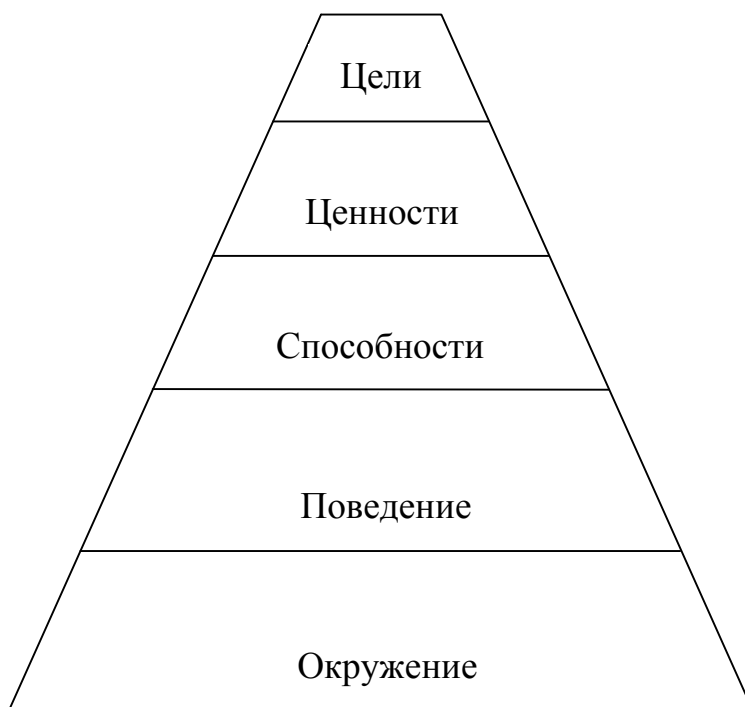 Цели
Ценности
Способности
Поведение
Окружение